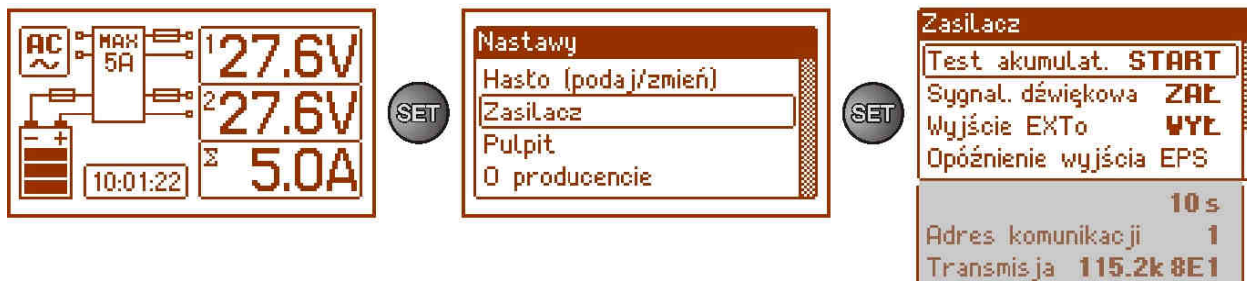 AC
MAX
5A
1 27.6V
2 27.6V
Σ 5.0A
- +
10:01:22
SET
Nastawy
Hasło (podaj/zmień)
Zasilacz
Pulpit
O producencie
SET
Zasilacz
Test akumulat. START
Sygnal. dźwiękowa ZAŁ
Wyjście EXTo WYŁ
Opóźnienie wyjścia EPS
10 s
Adres komunikacji 1
Transmisja 115.2k 8E1